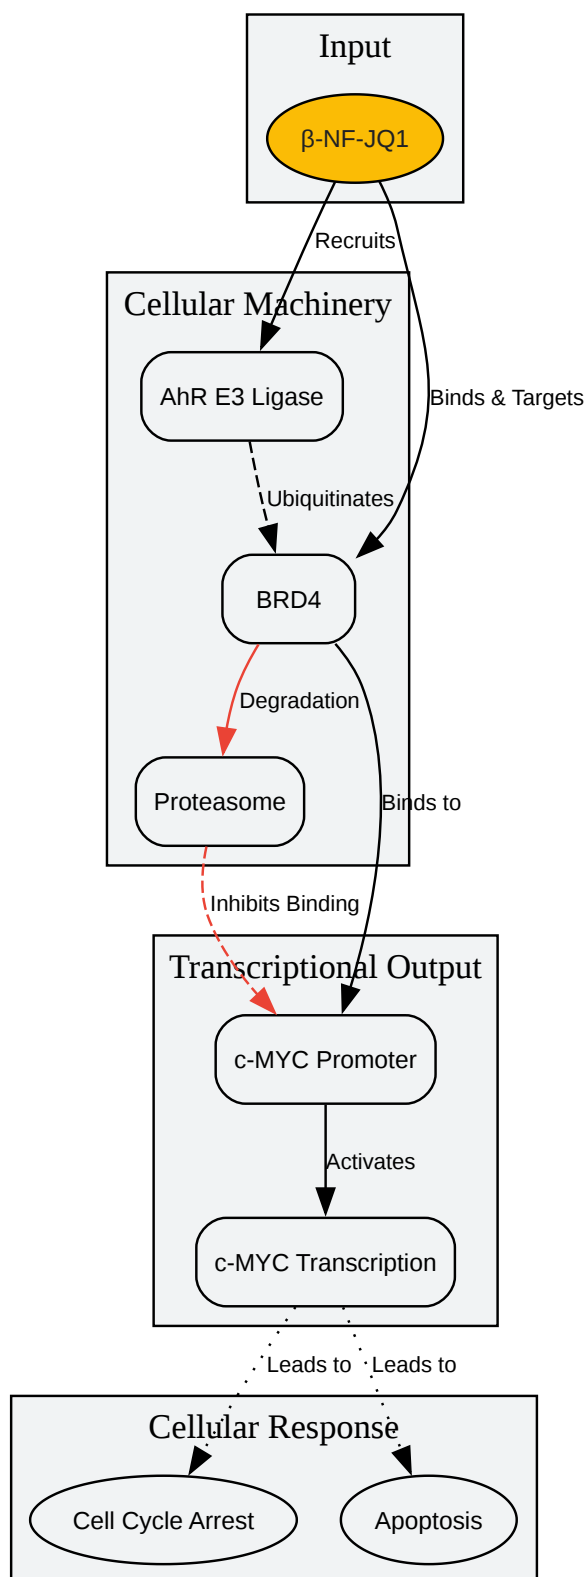 Input
β-NF-JQ1
Recruits
Cellular Machinery
AhR E3 Ligase
Binds & Targets
Ubiquitinates
BRD4
Degradation
Proteasome
Binds to
Inhibits Binding
Transcriptional Output
c-MYC Promoter
Activates
c-MYC Transcription
Leads to
Leads to
Cellular Response
Cell Cycle Arrest
Apoptosis